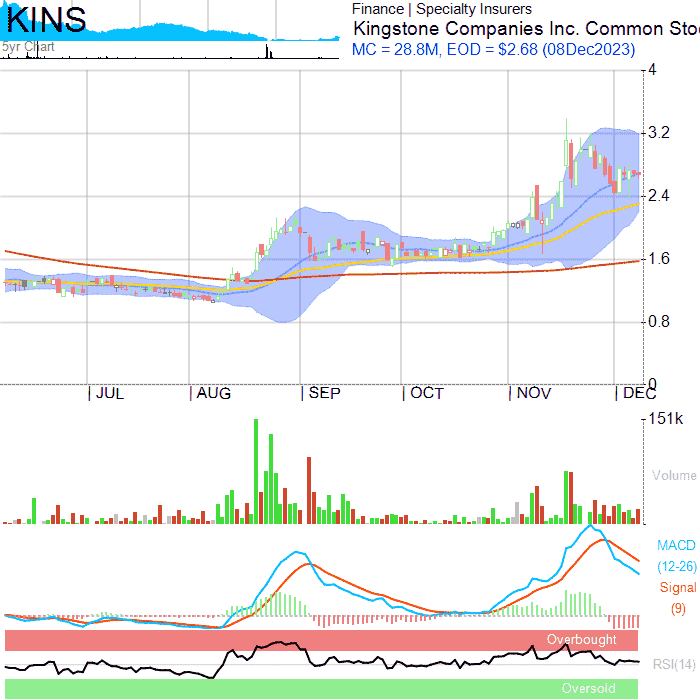 KINS
5yr Chart
Finance | Specialty Insurers
Kingstone Companies Inc. Common Sto
MC = 28.8M, EOD = $2.68 (08Dec2023)
4
3.2
2.4
1.6
0.8
0
JUL
AUG
SEP
OCT
NOV
DEC
151k
Volume
MACD
(12-26)
Signal
(9)
Overbought
RSI(14)
Oversold